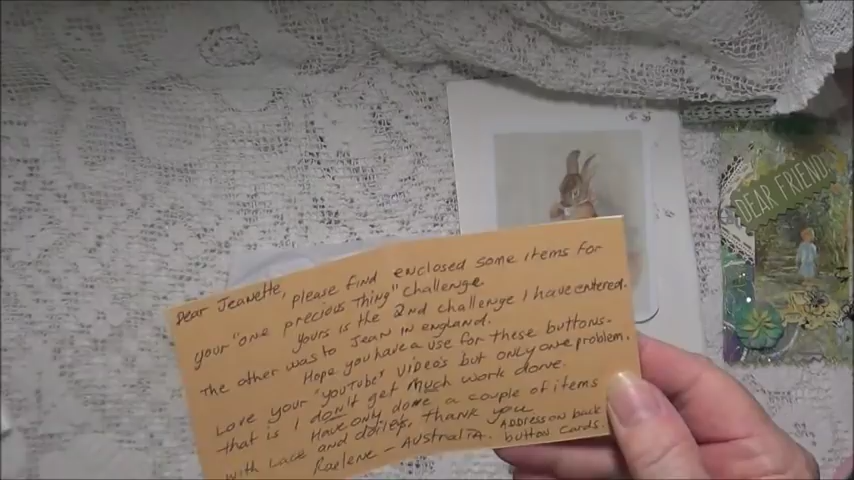 Dear Jeanette, please find enclosed some items for
your "one precious thing" challenge.
yours is the 2nd challenge I have entered.
The other was to Jean in england.
Hope you have a use for these buttons.
Love your "YouTube" Video's but only one problem.
that is I don't get much work done.
Have only done a couple of items
with Lace and doilies, thank you
Raelene - Australia. Address on back
button cards.
DEAR FRIEND